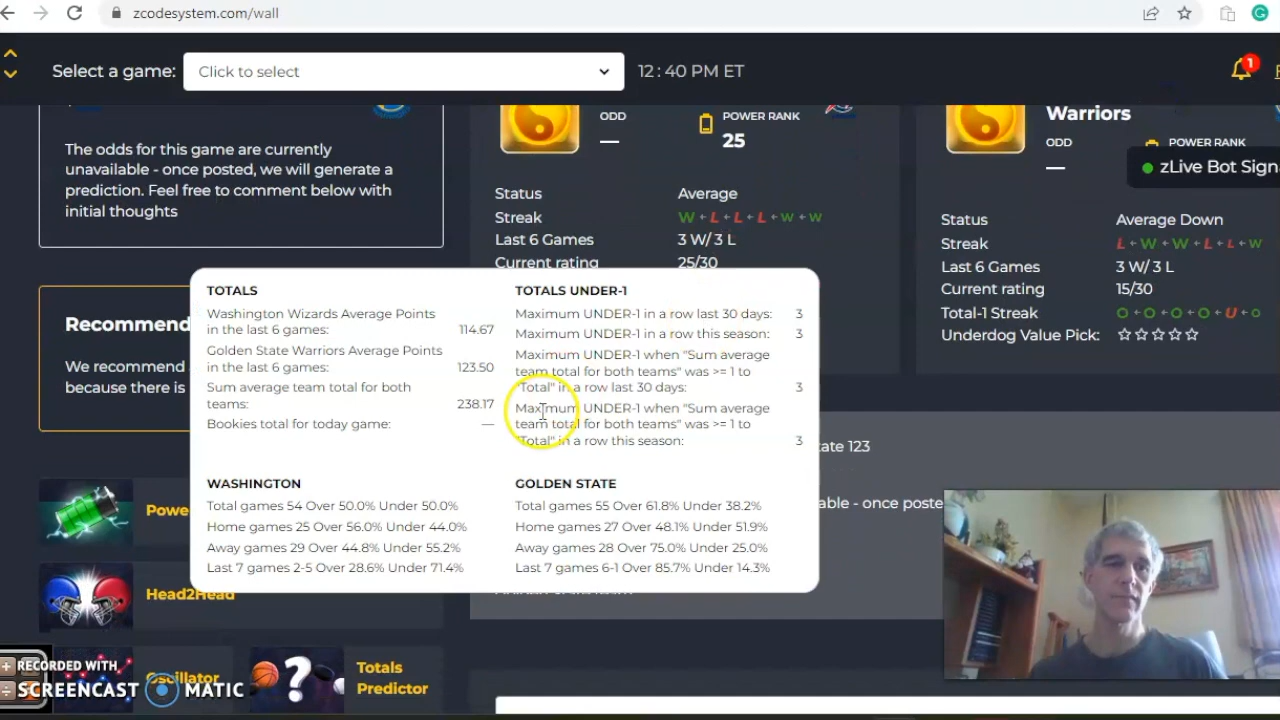 zcodesystem.com/wall
Select a game:
Click to select
12:40 PM ET
1
The odds for this game are currently
unavailable - once posted, we will generate a
prediction. Feel free to comment below with
initial thoughts
ODD
—
POWER RANK
25
Status Average
Streak W L L L W W
Last 6 Games 3 W/ 3 L
Current rating 25/30
Warriors
ODD
—
POWER RANK
zLive Bot Sign
Status Average Down
Streak L W W L L W
Last 6 Games 3 W/ 3 L
Current rating 15/30
Total-1 Streak O O O O U O
Underdog Value Pick:
Recommend
We recommend
because there is
TOTALS
Washington Wizards Average Points
in the last 6 games: 114.67
Golden State Warriors Average Points
in the last 6 games: 123.50
Sum average team total for both
teams: 238.17
Bookies total for today game: —
TOTALS UNDER-1
Maximum UNDER-1 in a row last 30 days: 3
Maximum UNDER-1 in a row this season: 3
Maximum UNDER-1 when "Sum average
team total for both teams" was >= 1 to
"Total" in a row last 30 days: 3
Maximum UNDER-1 when "Sum average
team total for both teams" was >= 1 to
"Total" in a row this season: 3
WASHINGTON
Total games 54 Over 50.0% Under 50.0%
Home games 25 Over 56.0% Under 44.0%
Away games 29 Over 44.8% Under 55.2%
Last 7 games 2-5 Over 28.6% Under 71.4%
GOLDEN STATE
Total games 55 Over 61.8% Under 38.2%
Home games 27 Over 48.1% Under 51.9%
Away games 28 Over 75.0% Under 25.0%
Last 7 games 6-1 Over 85.7% Under 14.3%
ate 123
able - once poste
Powe
Head2Head
Oscillator
Totals
Predictor
RECORDED WITH
SCREENCAST MATIC